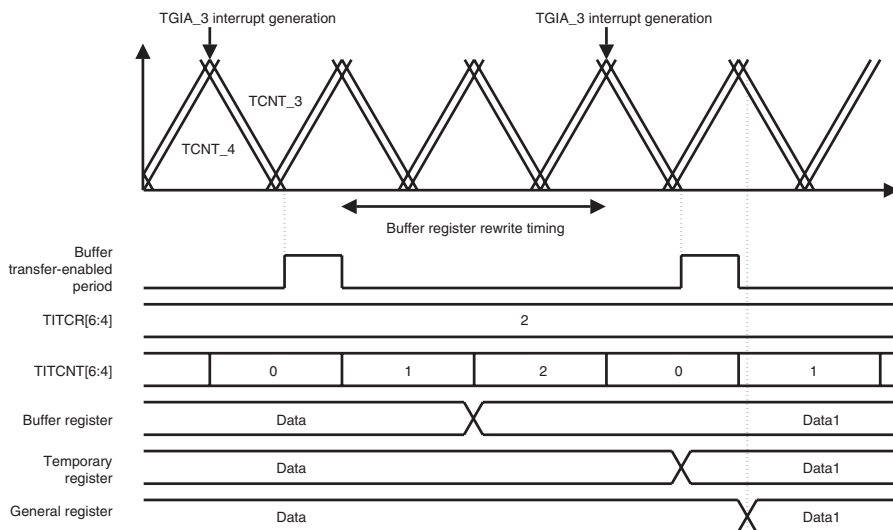 TGIA_3 interrupt generation
TGIA_3 interrupt generation
TCNT_3
TCNT_4
Buffer register rewrite timing
Buffer
transfer-enabled
period
TITCR[6:4]
2
TITCNT[6:4]
0
1
2
0
1
Buffer register
Data
Data1
Temporary
register
Data
Data1
General register
Data
Data1